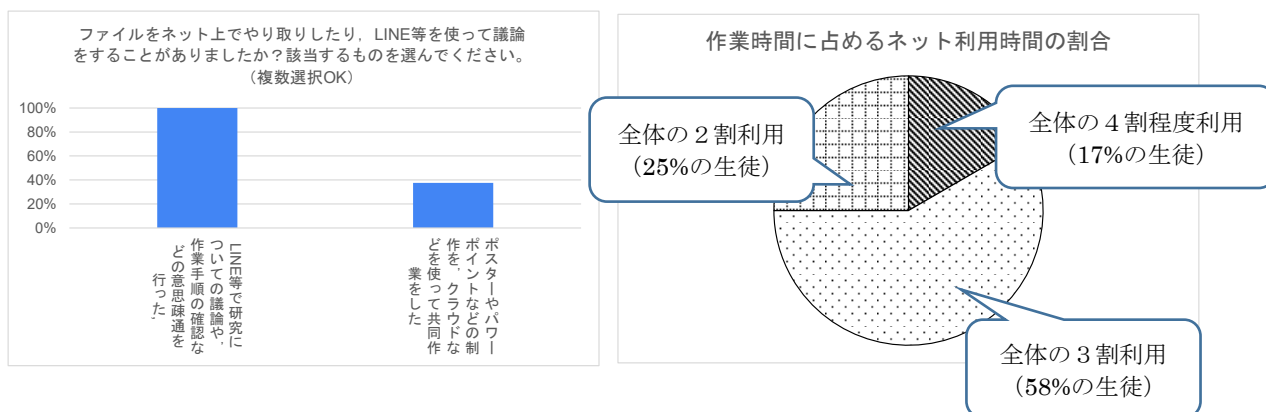 ファイルをネット上でやり取りしたり,LINE等を使って議論
をすることがありましたか?該当するものを選んでください。
(複数選択OK)
100%
80%
60%
40%
20%
0%
LINE等で研究に
ついての議論や,
作業手順の確認な
どの意思疎通を
行った,
ポスターやパワー
ポイントなどの制
作を,クラウドな
どを使って共同作
業をした
作業時間に占めるネット利用時間の割合
全体の2割利用
(25%の生徒)
全体の4割程度利用
(17%の生徒)
全体の3割利用
(58%の生徒)